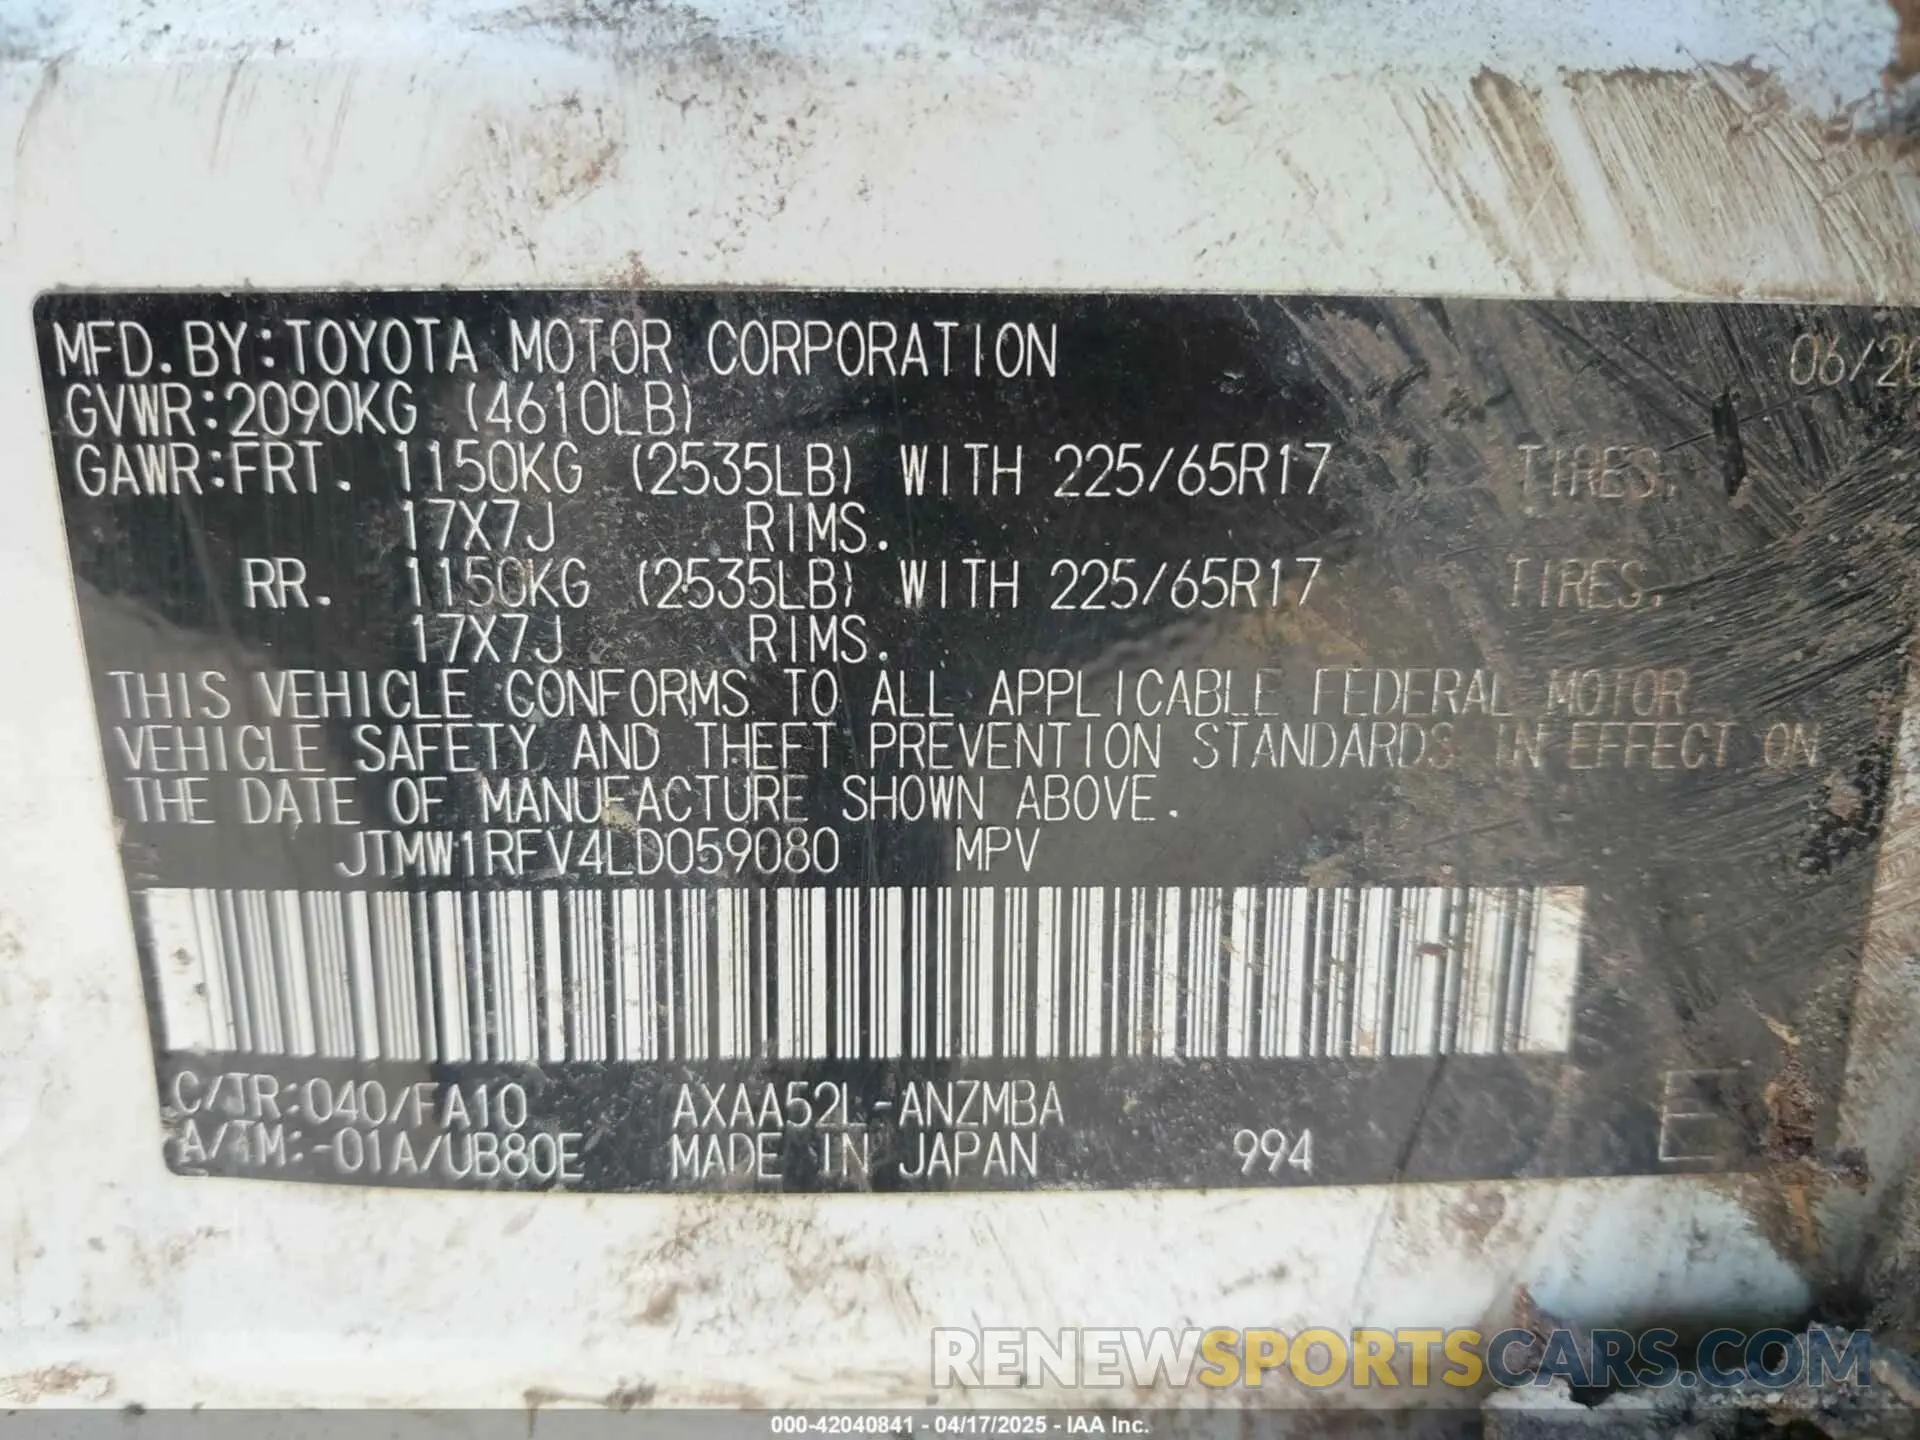 MFD.BY:TOYOTA MOTOR CORPORATION 06/20
GVWR:2090KG (4610LB)
GAWR:FRT. 1150KG (2535LB) WITH 225/65R17 TIRES,
17X7J RIMS.
RR. 1150KG (2535LB) WITH 225/65R17 TIRES,
17X7J RIMS.
THIS VEHICLE CONFORMS TO ALL APPLICABLE FEDERAL MOTOR
VEHICLE SAFETY AND THEFT PREVENTION STANDARDS IN EFFECT ON
THE DATE OF MANUFACTURE SHOWN ABOVE.
JTMW1RFV4LD059080 MPV
C/TR:040/FA10 AXAA52L-ANZMBA
A/TM:-01A/UB80E MADE IN JAPAN 994 E
RENEWSPORTSCARS.COM
000-42040841 - 04/17/2025 - IAA Inc.